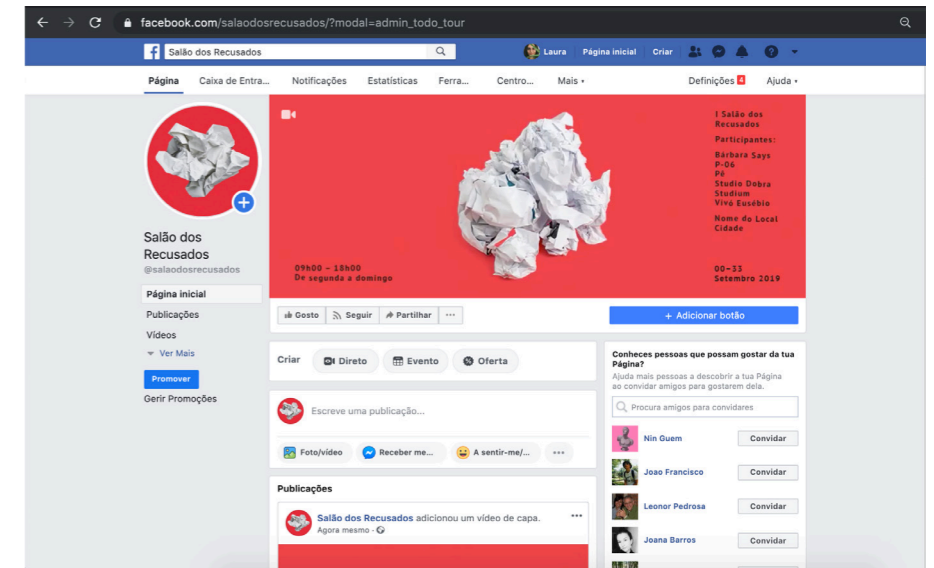 facebook.com/salaodosrecusados/?modal=admin_todo_tour
Salão dos Recusados
Laura
Página inicial
Criar
Página
Caixa de Entra...
Notificações
Estatísticas
Ferra...
Centro...
Mais
Definições 4
Ajuda
Salão dos
Recusados
@salaodosrecusados
Página inicial
Publicações
Vídeos
Ver Mais
Promover
Gerir Promoções
I Salão dos
Recusados
Participantes:
Bárbara Says
P-06
Pé
Studio Dobra
Studium
Vivó Eusébio
Nome do Local
Cidade
09h00 – 18h00
De segunda a domingo
00–33
Setembro 2019
Gosto
Seguir
Partilhar
+ Adicionar botão
Criar
Direto
Evento
Oferta
Escreve uma publicação...
Foto/vídeo
Receber me...
A sentir-me/...
Publicações
Salão dos Recusados adicionou um vídeo de capa.
Agora mesmo ·
Conheces pessoas que possam gostar da tua
Página?
Ajuda mais pessoas a descobrir a tua Página
ao convidar amigos para gostarem dela.
Procura amigos para convidares
Nin Guem
Convidar
Joao Francisco
Convidar
Leonor Pedrosa
Convidar
Joana Barros
Convidar